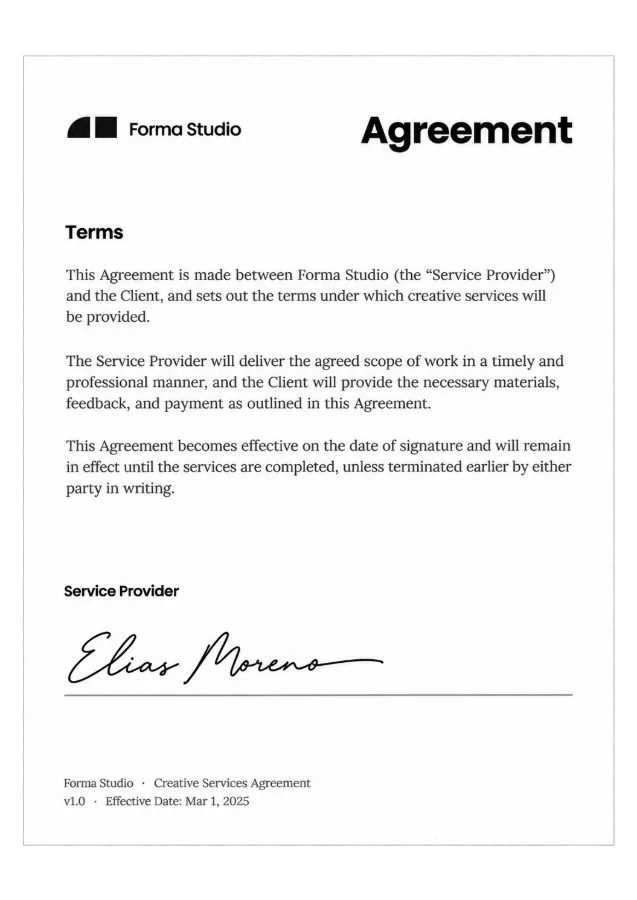 Forma Studio
Agreement
Terms
This Agreement is made between Forma Studio (the “Service Provider”)
and the Client, and sets out the terms under which creative services will
be provided.
The Service Provider will deliver the agreed scope of work in a timely and
professional manner, and the Client will provide the necessary materials,
feedback, and payment as outlined in this Agreement.
This Agreement becomes effective on the date of signature and will remain
in effect until the services are completed, unless terminated earlier by either
party in writing.
Service Provider
Elias Moreno
Forma Studio · Creative Services Agreement
v1.0 · Effective Date: Mar 1, 2025